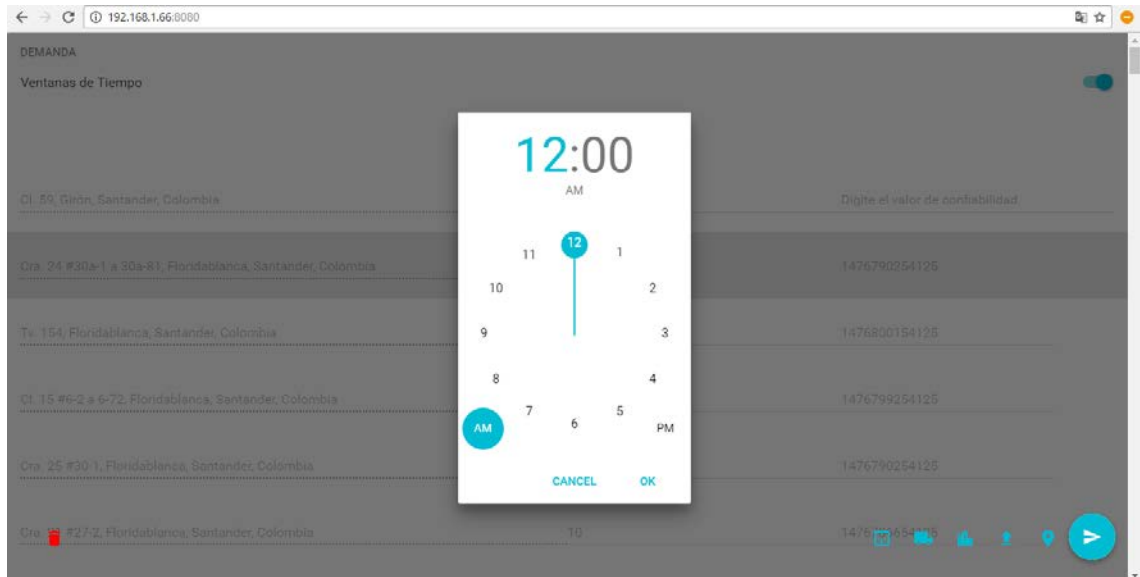 192.168.1.66:8080
DEMANDA
Ventanas de Tiempo
12:00
AM
Cl. 59, Girón, Santander, Colombia
Digite el valor de confiabilidad
12
11
1
10
2
9
3
8
4
7
5
6
AM
PM
CANCEL
OK
Cra. 24 #30a-1 a 30a-81, Floridablanca, Santander, Colombia
1476790254125
Tv. 154, Floridablanca, Santander, Colombia
1476800154125
Cl. 15 #6-2 a 6-72, Floridablanca, Santander, Colombia
1476799254125
Cra. 25 #30-1, Floridablanca, Santander, Colombia
1476790254125
Cra. #27-2, Floridablanca, Santander, Colombia
10